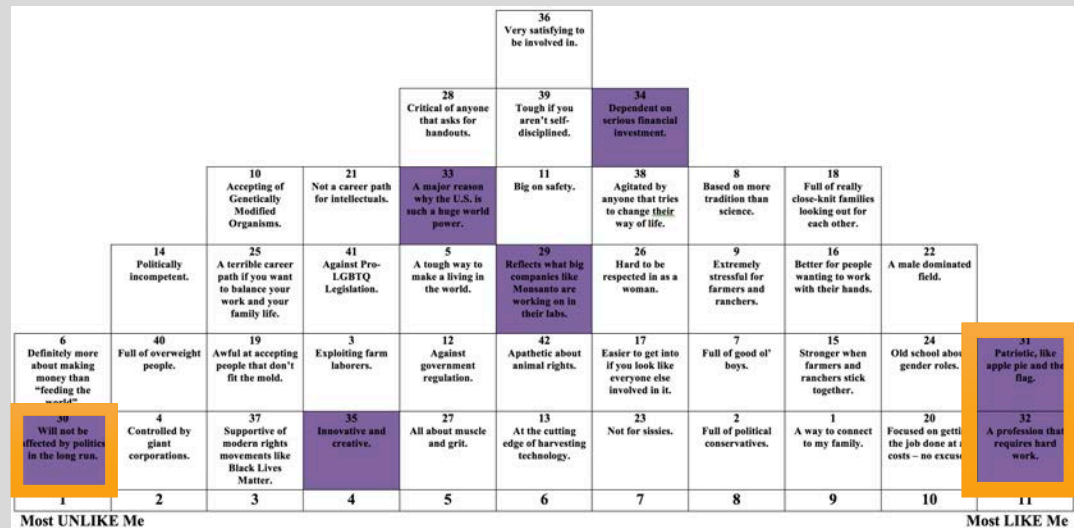 36
Very satisfying to
be involved in.
28
Critical of anyone
that asks for
handouts.
39
Tough if you
aren't self-
disciplined.
34
Dependent on
serious financial
investment.
10
Accepting of
Genetically
Modified
Organisms.
21
Not a career path
for intellectuals.
33
A major reason
why the U.S. is
such a huge world
power.
11
Big on safety.
38
Agitated by
anyone that tries
to change their
way of life.
8
Based on more
tradition than
science.
18
Full of really
close-knit families
looking out for
each other.
14
Politically
incompetent.
25
A terrible career
path if you want
to balance your
work and your
family life.
41
Against Pro-
LGBTQ
Legislation.
5
A tough way to
make a living in
the world.
29
Reflects what big
companies like
Monsanto are
working on in
their labs.
26
Hard to be
respected in as a
woman.
9
Extremely
stressful for
farmers and
ranchers.
16
Better for people
wanting to work
with their hands.
22
A male dominated
field.
6
Definitely more
about making
money than
“feeding the
world”
40
Full of overweight
people.
19
Awful at accepting
people that don't
fit the mold.
3
Exploiting farm
laborers.
12
Against
government
regulation.
42
Apathetic about
animal rights.
17
Easier to get into
if you look like
everyone else
involved in it.
7
Full of good ol’
boys.
15
Stronger when
farmers and
ranchers stick
together.
24
Old school about
gender roles.
31
Patriotic, like
apple pie and the
flag.
30
Will not be
affected by politics
in the long run.
4
Controlled by
giant
corporations.
37
Supportive of
modern rights
movements like
Black Lives
Matter.
35
Innovative and
creative.
27
All about muscle
and grit.
13
At the cutting
edge of harvesting
technology.
23
Not for sissies.
2
Full of political
conservatives.
1
A way to connect
to my family.
20
Focused on
the job done at
costs – no
32
A profession that
requires hard
work.
1 2 3 4 5 6 7 8 9 10 11
Most UNLIKE Me Most LIKE Me